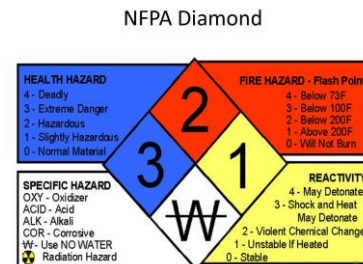 NFPA Diamond
HEALTH HAZARD
4 - Deadly
3 - Extreme Danger
2 - Hazardous
1 - Slightly Hazardous
0 - Normal Material
FIRE HAZARD - Flash Point
4 - Below 73F
3 - Below 100F
2 - Below 200F
1 - Above 200F
0 - Will Not Burn
2
3
1
W
SPECIFIC HAZARD
OXY - Oxidizer
ACID - Acid
ALK - Alkali
COR - Corrosive
W - Use NO WATER
Radiation Hazard
REACTIVITY
4 - May Detonate
3 - Shock and Heat
May Detonate
2 - Violent Chemical Change
1 - Unstable If Heated
0 - Stable